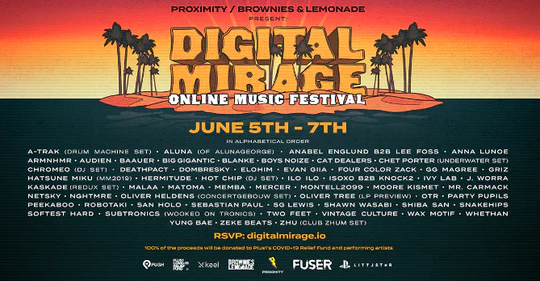 PROXIMITY / BROWNIES & LEMONADE
PRESENT:
DIGITAL
MIRAGE
ONLINE MUSIC FESTIVAL
JUNE 5TH - 7TH
IN ALPHABETICAL ORDER
A-TRAK (DRUM MACHINE SET) • ALUNA (OF ALUNAGEORGE) • ANABEL ENGLUND B2B LEE FOSS • ANNA LUNOE
ARMNHMR • AUDIEN • BAAUER • BIG GIGANTIC • BLANKE • BOYS NOIZE • CAT DEALERS • CHET PORTER (UNDERWATER SET)
CHROMEO (DJ SET) • DEATHPACT • DOMBRESKY • ELOHIM • EVAN GIIA • FOUR COLOR ZACK • GG MAGREE • GRIZ
HATSUNE MIKU (MM2019) • HERMITUDE • HOT CHIP (DJ SET) • ILO ILO • ISOXO B2B KNOCK2 • IVY LAB • J. WORRA
KASKADE (REDUX SET) • MALAA • MATOMA • MEMBA • MERCER • MONTELL2099 • MOORE KISMET • MR. CARMACK
NETSKY • NGHTMRE • OLIVER HELDENS (CONCERTGEBOUW SET) • OLIVER TREE (LP PREVIEW) • OTR • PARTY PUPILS
PEEKABOO • ROBOTAKI • SAN HOLO • SEBASTIAN PAUL • SG LEWIS • SHAWN WASABI • SHIBA SAN • SNAKEHIPS
SOFTEST HARD • SUBTRONICS (WOOKED ON TRONICS) • TWO FEET • VINTAGE CULTURE • WAX MOTIF • WHETHAN
YUNG BAE • ZEKE BEATS • ZHU (CLUB ZHUM SET)
RSVP: digitalmirage.io
100% of the proceeds will be donated to Plus1's COVID-19 Relief Fund and performing artists.
PUSH
keel
BROWNIES & LEMONADE
PROXIMITY
FUSER
L1TTJ5T4R